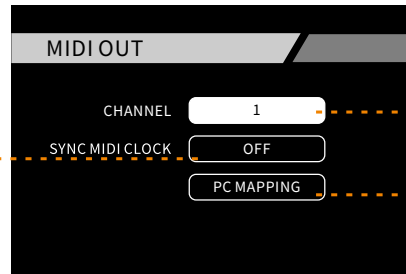 MIDI OUT
CHANNEL 1
SYNC MIDI CLOCK OFF
PC MAPPING